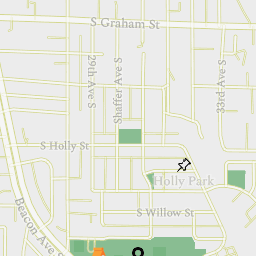 S Graham St
29th Ave S
Shaffer Ave S
33rd Ave S
S Holly St
Holly Park
S Willow St
Beacon Ave S